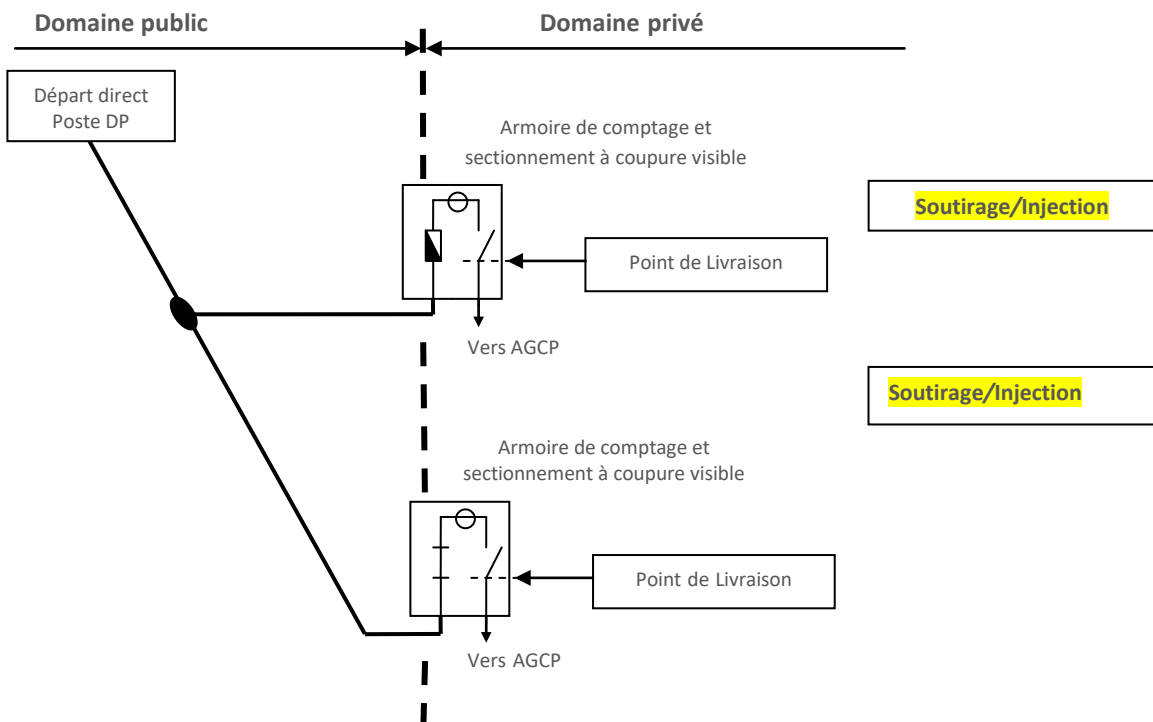 Domaine public
Domaine privé
Départ direct
Poste DP
Armoire de comptage et
sectionnement à coupure visible
Soutirage/Injection
Point de Livraison
Vers AGCP
Soutirage/Injection
Armoire de comptage et
sectionnement à coupure visible
Point de Livraison
Vers AGCP